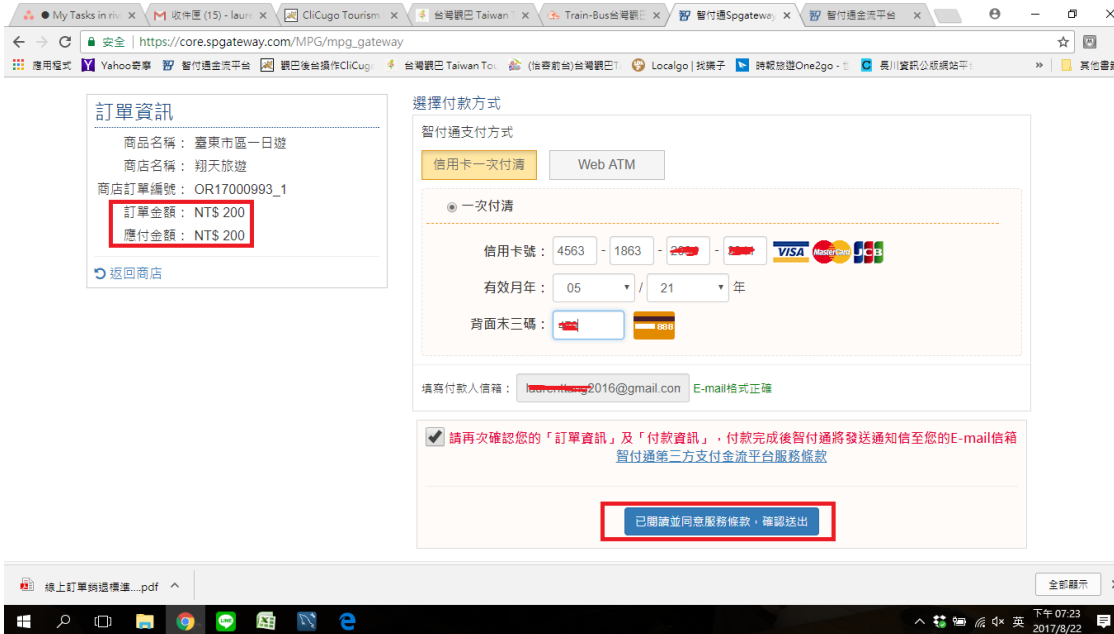 My Tasks in rivi
收件匣 (15) - laure
CliCugo Tourism
台灣觀巴 Taiwan T
Train-Bus台灣觀巴
智付通Spgateway
智付通金流平台
安全 | https://core.spgateway.com/MPG/mpg_gateway
應用程式
Yahoo奇摩
智付通金流平台
觀巴後台操作CliCug
台灣觀巴 Taiwan Tou
(怡蓉前台)台灣觀巴T
Localgo | 找樂子
時報旅遊One2go -
長川資訊公版網站平
»
其他書籤
訂單資訊
商品名稱： 臺東市區一日遊
商店名稱： 翔天旅遊
商店訂單編號： OR17000993_1
訂單金額： NT$ 200
應付金額： NT$ 200
返回商店
選擇付款方式
智付通支付方式
信用卡一次付清
Web ATM
一次付清
信用卡號： 4563 - 1863 - -
VISA MasterCard JCB
有效月年： 05 / 21 年
背面末三碼：
888
填寫付款人信箱： 2016@gmail.con E-mail格式正確
請再次確認您的「訂單資訊」及「付款資訊」，付款完成後智付通將發送通知信至您的E-mail信箱
智付通第三方支付金流平台服務條款
已閱讀並同意服務條款，確認送出
線上訂單銷退標準....pdf
全部顯示
LINE
英
下午 07:23
2017/8/22